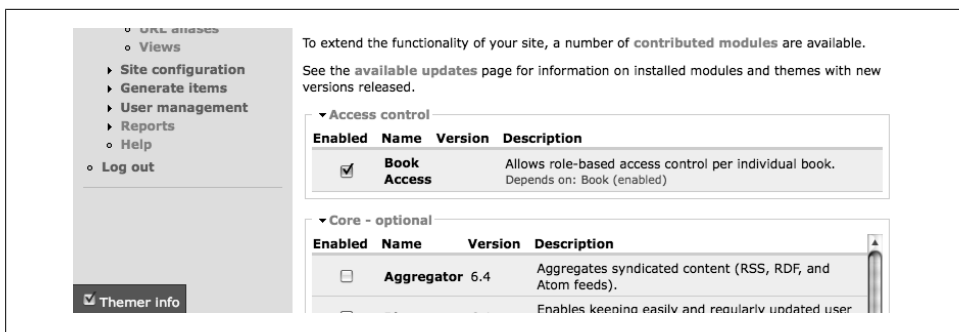 URL aliases
Views
Site configuration
Generate items
User management
Reports
Help
Log out
Themer info
To extend the functionality of your site, a number of contributed modules are available.
See the available updates page for information on installed modules and themes with new
versions released.
Access control
Enabled Name Version Description
Book
Access
Allows role-based access control per individual book.
Depends on: Book (enabled)
Core - optional
Enabled Name Version Description
Aggregator 6.4
Aggregates syndicated content (RSS, RDF, and
Atom feeds).
Enables keeping easily and regularly updated user